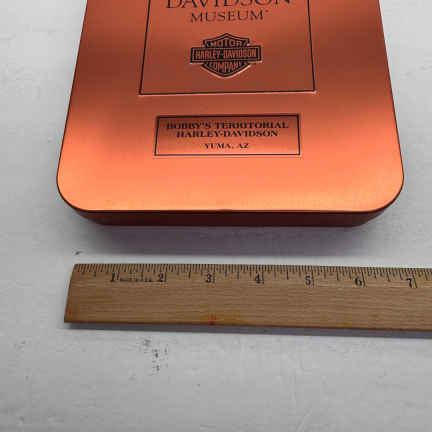 DAVIDSON
MUSEUM
MOTOR
HARLEY-DAVIDSON
COMPANY
BOBBY'S TERRITORIAL
HARLEY-DAVIDSON
YUMA, AZ
1 2 3 4 5 6 7